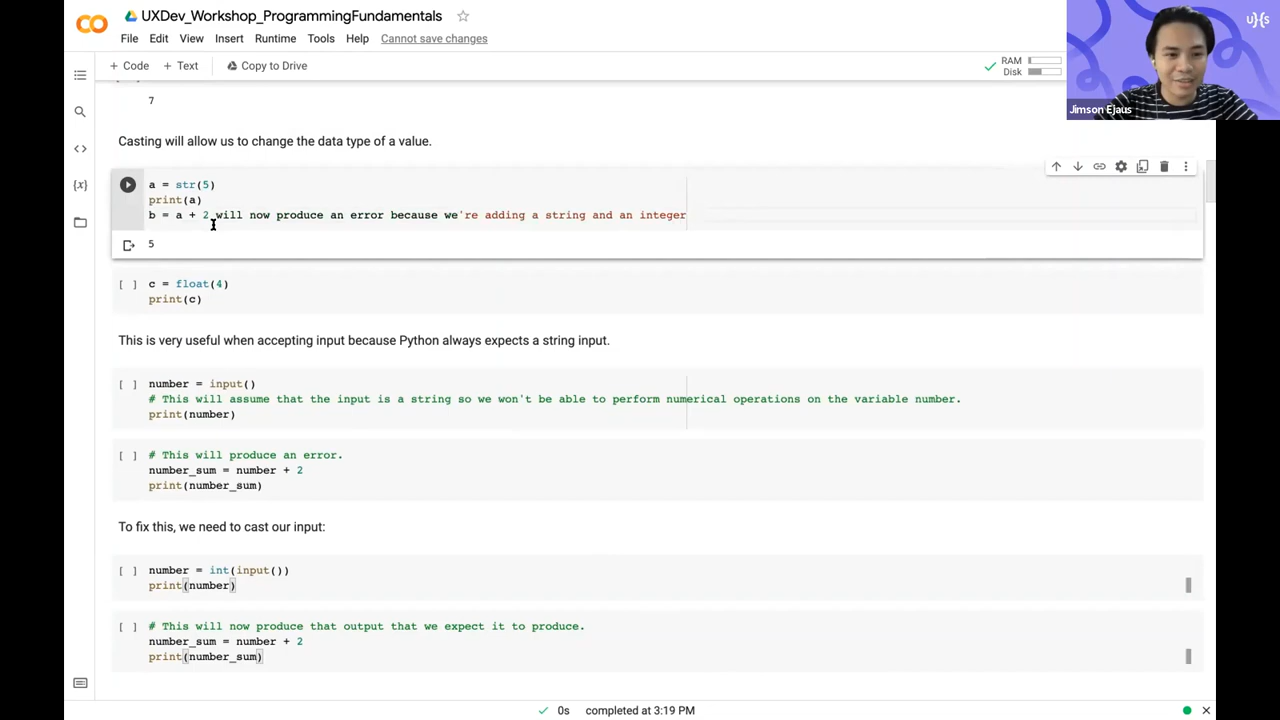 UXDev_Workshop_ProgrammingFundamentals
File Edit View Insert Runtime Tools Help Cannot save changes
+ Code + Text Copy to Drive
RAM
Disk
u}{s
Jimson Ejaus
7
Casting will allow us to change the data type of a value.
a = str(5)
print(a)
b = a + 2 will now produce an error because we're adding a string and an integer
5
[ ] c = float(4)
print(c)
This is very useful when accepting input because Python always expects a string input.
[ ] number = input()
# This will assume that the input is a string so we won't be able to perform numerical operations on the variable number.
print(number)
[ ] # This will produce an error.
number_sum = number + 2
print(number_sum)
To fix this, we need to cast our input:
[ ] number = int(input())
print(number)
[ ] # This will now produce that output that we expect it to produce.
number_sum = number + 2
print(number_sum)
0s completed at 3:19 PM